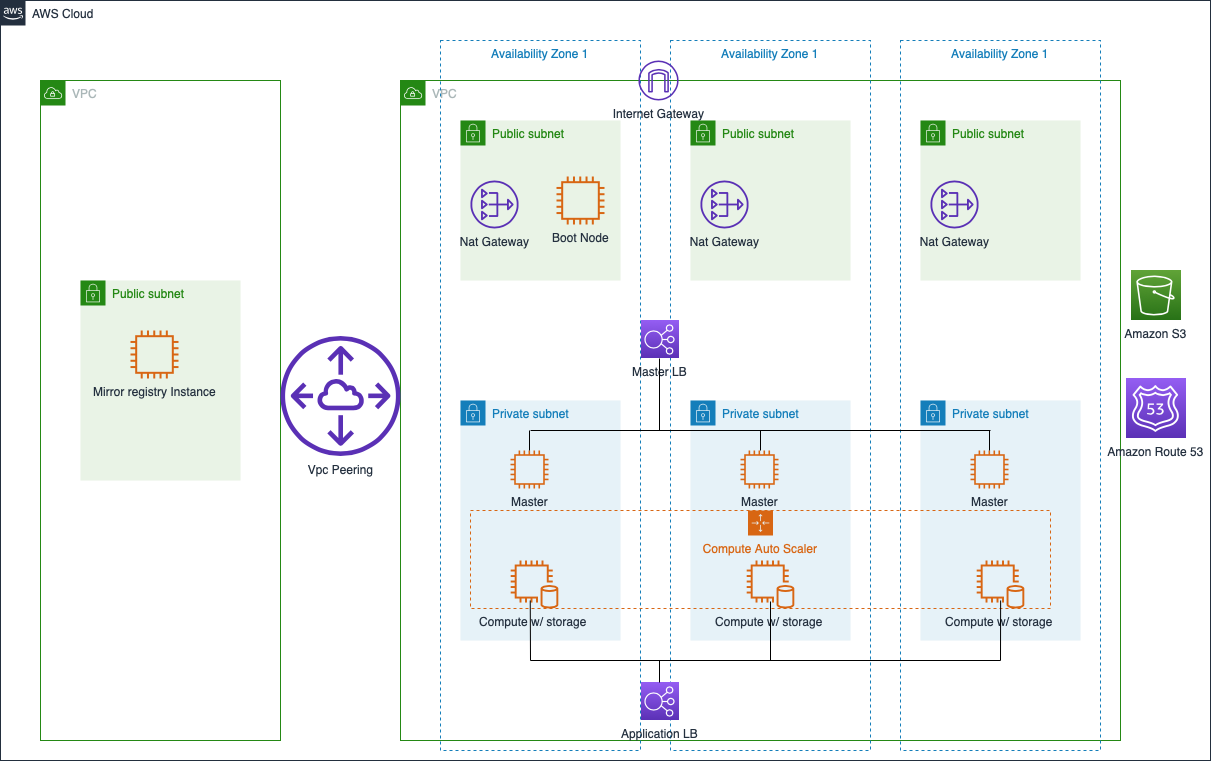 aws
AWS Cloud
Availability Zone 1
Availability Zone 1
Availability Zone 1
VPC
VPC
Internet Gateway
Public subnet
Public subnet
Public subnet
Nat Gateway
Boot Node
Nat Gateway
Nat Gateway
Public subnet
Mirror registry Instance
Vpc Peering
Amazon S3
Master LB
53
Amazon Route 53
Private subnet
Private subnet
Private subnet
Master
Master
Master
Compute Auto Scaler
Compute w/ storage
Compute w/ storage
Compute w/ storage
Application LB